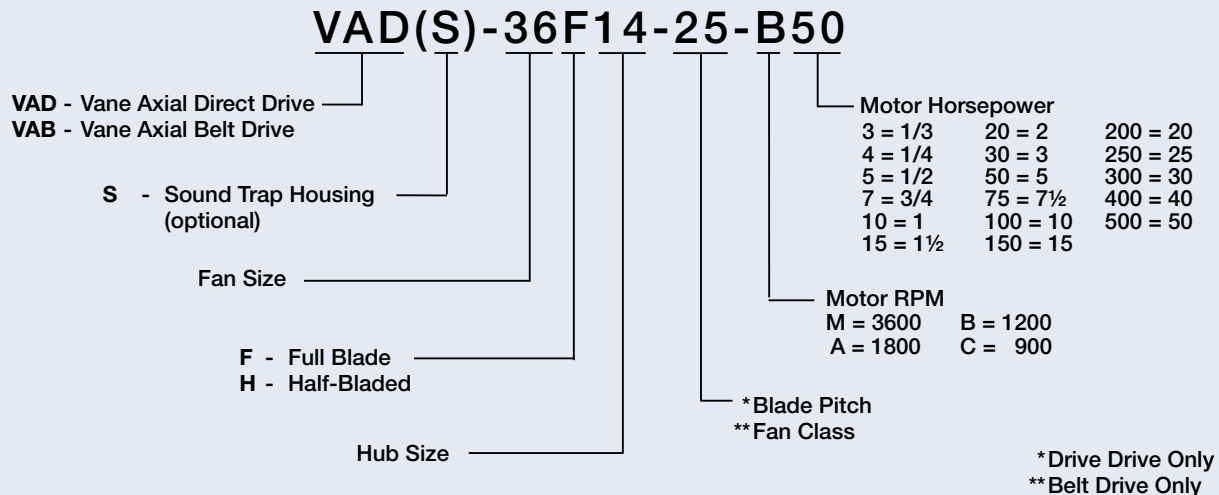 VAD(S)-36F14-25-B50
VAD - Vane Axial Direct Drive
VAB - Vane Axial Belt Drive
S - Sound Trap Housing
(optional)
Fan Size
F - Full Blade
H - Half-Bladed
Hub Size
Motor Horsepower
3 = 1/3 20 = 2 200 = 20
4 = 1/4 30 = 3 250 = 25
5 = 1/2 50 = 5 300 = 30
7 = 3/4 75 = 7½ 400 = 40
10 = 1 100 = 10 500 = 50
15 = 1½ 150 = 15
Motor RPM
M = 3600 B = 1200
A = 1800 C = 900
*Blade Pitch
**Fan Class
*Drive Drive Only
**Belt Drive Only